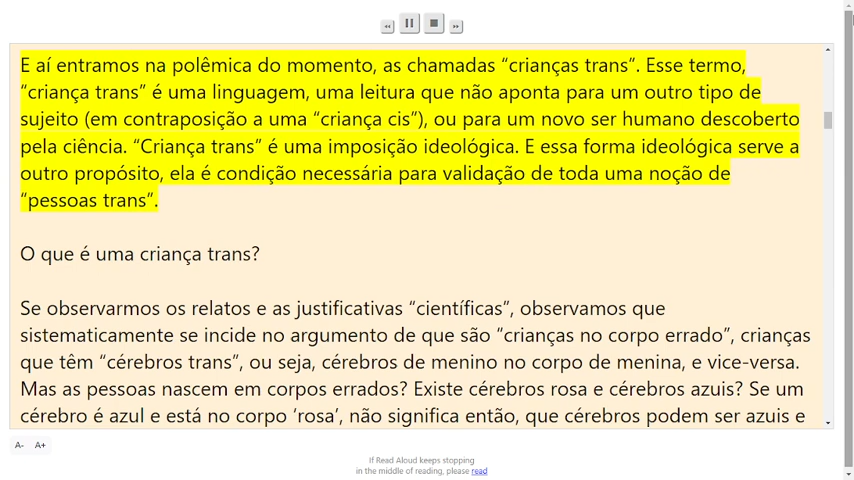 E aí entramos na polêmica do momento, as chamadas “crianças trans”. Esse termo,
“criança trans” é uma linguagem, uma leitura que não aponta para um outro tipo de
sujeito (em contraposição a uma “criança cis”), ou para um novo ser humano descoberto
pela ciência. “Criança trans” é uma imposição ideológica. E essa forma ideológica serve a
outro propósito, ela é condição necessária para validação de toda uma noção de
“pessoas trans”.
O que é uma criança trans?
Se observarmos os relatos e as justificativas “científicas”, observamos que
sistematicamente se incide no argumento de que são “crianças no corpo errado”, crianças
que têm “cérebros trans”, ou seja, cérebros de menino no corpo de menina, e vice-versa.
Mas as pessoas nascem em corpos errados? Existe cérebros rosa e cérebros azuis? Se um
cérebro é azul e está no corpo ‘rosa’, não significa então, que cérebros podem ser azuis e
A- A+
If Read Aloud keeps stopping
in the middle of reading, please read